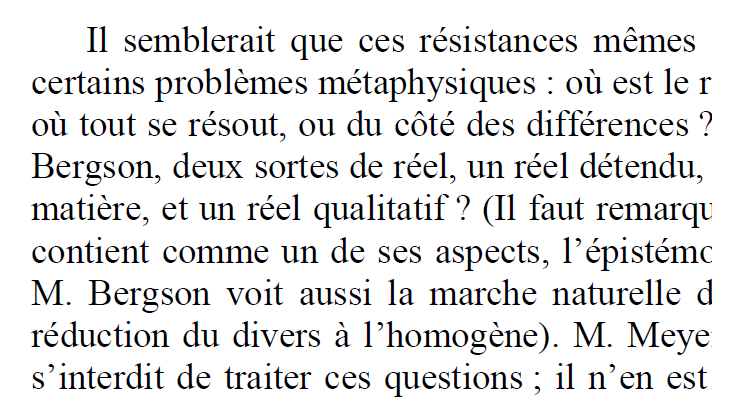 Il semblerait que ces résistances mêmes
certains problèmes métaphysiques : où est le
où tout se résout, ou du côté des différences ?
Bergson, deux sortes de réel, un réel détendu,
matière, et un réel qualitatif ? (Il faut
contient comme un de ses aspects,
M. Bergson voit aussi la marche naturelle
réduction du divers à l’homogène). M.
s’interdit de traiter ces questions ; il n’en est